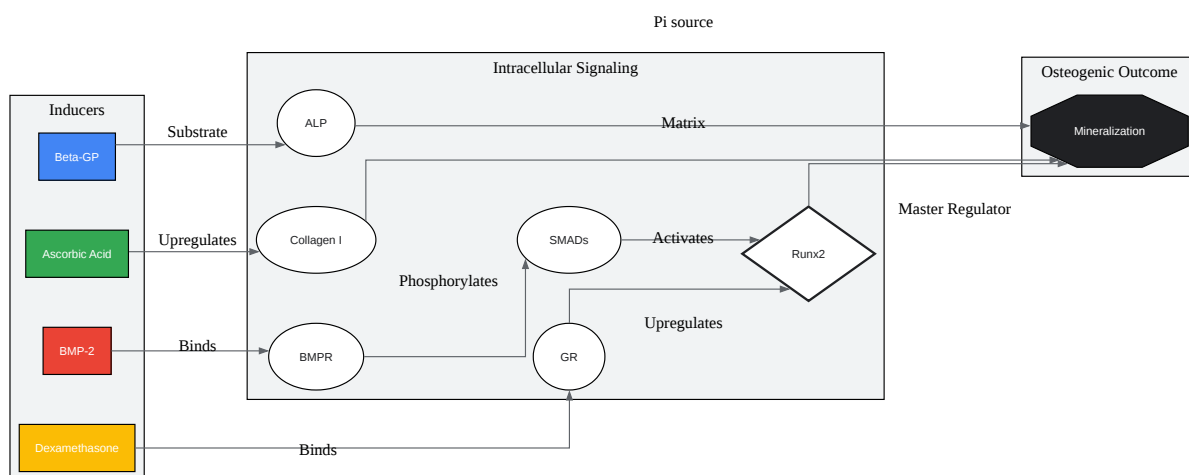 Pi source
Intracellular Signaling
Osteogenic Outcome
Inducers
ALP
Matrix
Mineralization
Substrate
Beta-GP
Master Regulator
Upregulates
Collagen I
SMADs
Activates
Runx2
Ascorbic Acid
Phosphorylates
Upregulates
Binds
BMP-2
BMPR
GR
Dexamethasone
Binds